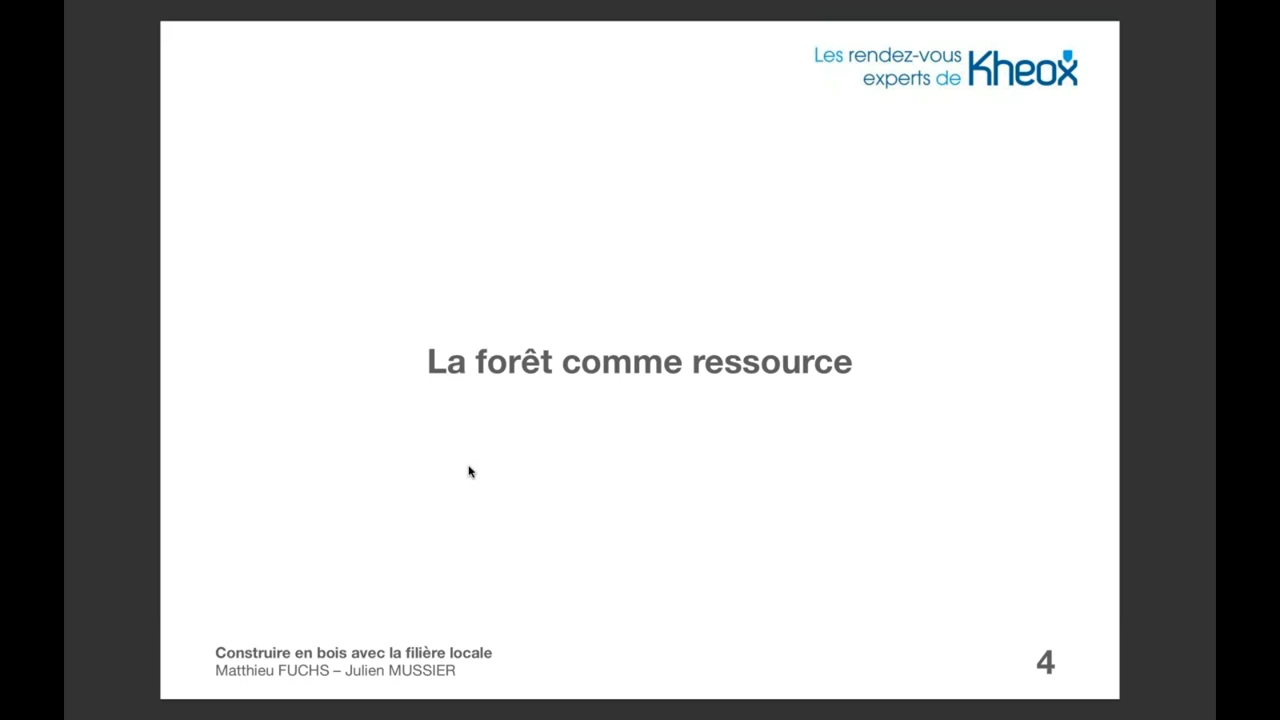 Les rendez-vous
experts de Kheox
La forêt comme ressource
Construire en bois avec la filière locale
Matthieu FUCHS – Julien MUSSIER
4